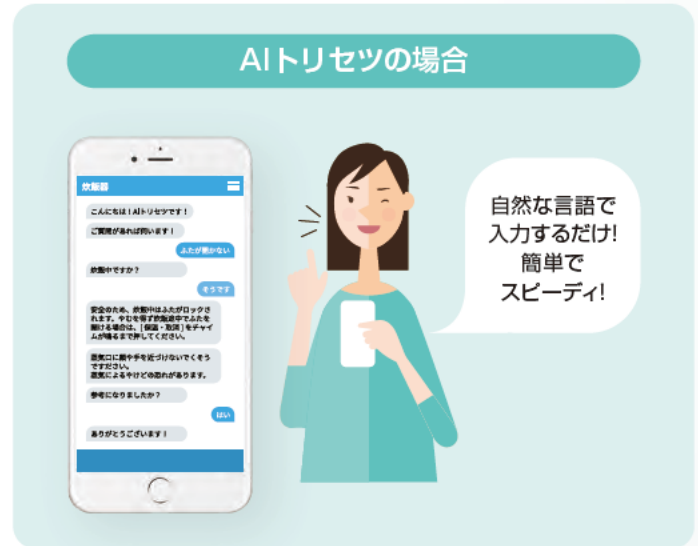 AIトリセツの場合
炊飯器
こんにちは！AIトリセツです！
ご質問があれば伺います！
ふたが開かない
炊飯中ですか？
そうです
安全のため、炊飯中はふたがロックさ
れます。やむを得ず炊飯途中でふたを
開ける場合は、[保温・取消]をチャイ
ムが鳴るまで押してください。
蒸気口に顔や手を近づけないでくそう
ですださい。
蒸気によるやけどの恐れがあります。
参考になりましたか？
はい
ありがとうございます！
自然な言語で
入力するだけ!
簡単で
スピーディ!